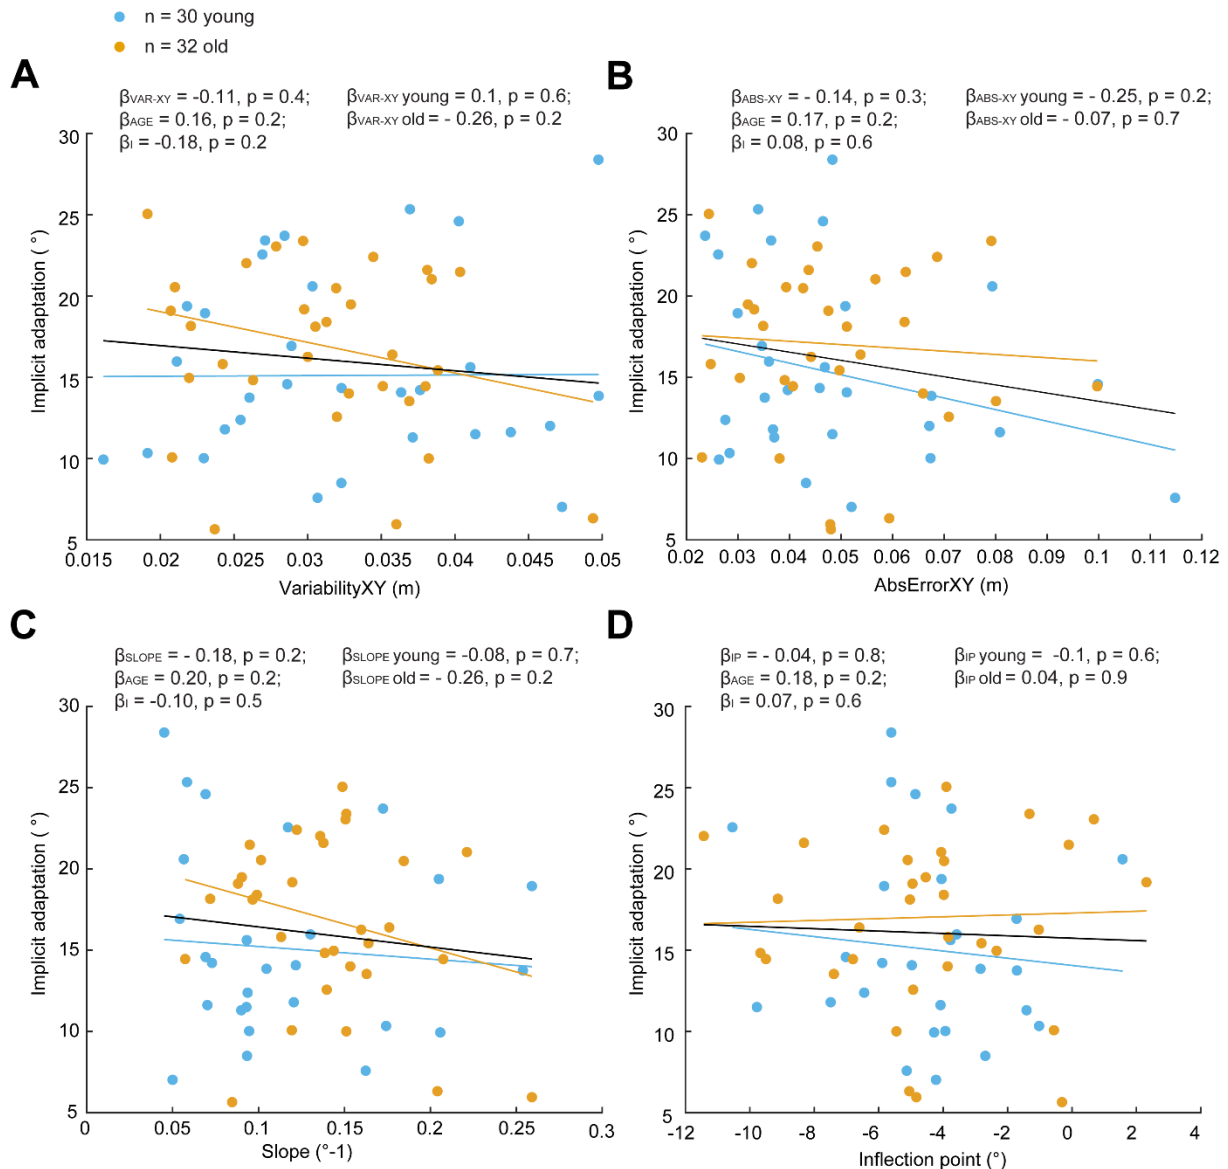 n = 30 young
n = 32 old
A
βVAR-XY = -0.11, p = 0.4;
βAGE = 0.16, p = 0.2;
βI = -0.18, p = 0.2
βVAR-XY young = 0.1, p = 0.6;
βVAR-XY old = - 0.26, p = 0.2
30
25
20
15
10
5
Implicit adaptation (°)
0.01
0.02
0.03
0.04
0.05
VariabilityXY (m)
B
βABS-XY = - 0.14, p = 0.3;
βAGE = 0.17, p = 0.2;
βI = 0.08, p = 0.6
βABS-XY young = - 0.25, p = 0.2;
βABS-XY old = - 0.07, p = 0.7
30
25
20
15
10
5
Implicit adaptation (°)
0.02
0.03
0.04
0.05
0.06
0.07
0.08
0.09
0.1
0.11
0.12
AbsErrorXY (m)
C
βSLOPE = - 0.18, p = 0.2;
βAGE = 0.20, p = 0.2;
βI = -0.10, p = 0.5
βSLOPE young = -0.08, p = 0.7;
βSLOPE old = - 0.26, p = 0.2
30
25
20
15
10
5
Implicit adaptation (°)
0
0.05
0.1
0.15
0.2
0.25
0.3
Slope (°-1)
D
βIP = - 0.04, p = 0.8;
βAGE = 0.18, p = 0.2;
βI = 0.07, p = 0.6
βIP young = -0.1, p = 0.6;
βIP old = 0.04, p = 0.9
30
25
20
15
10
5
Implicit adaptation (°)
-12
-10
-8
-6
-4
-2
0
2
4
Inflection point (°)